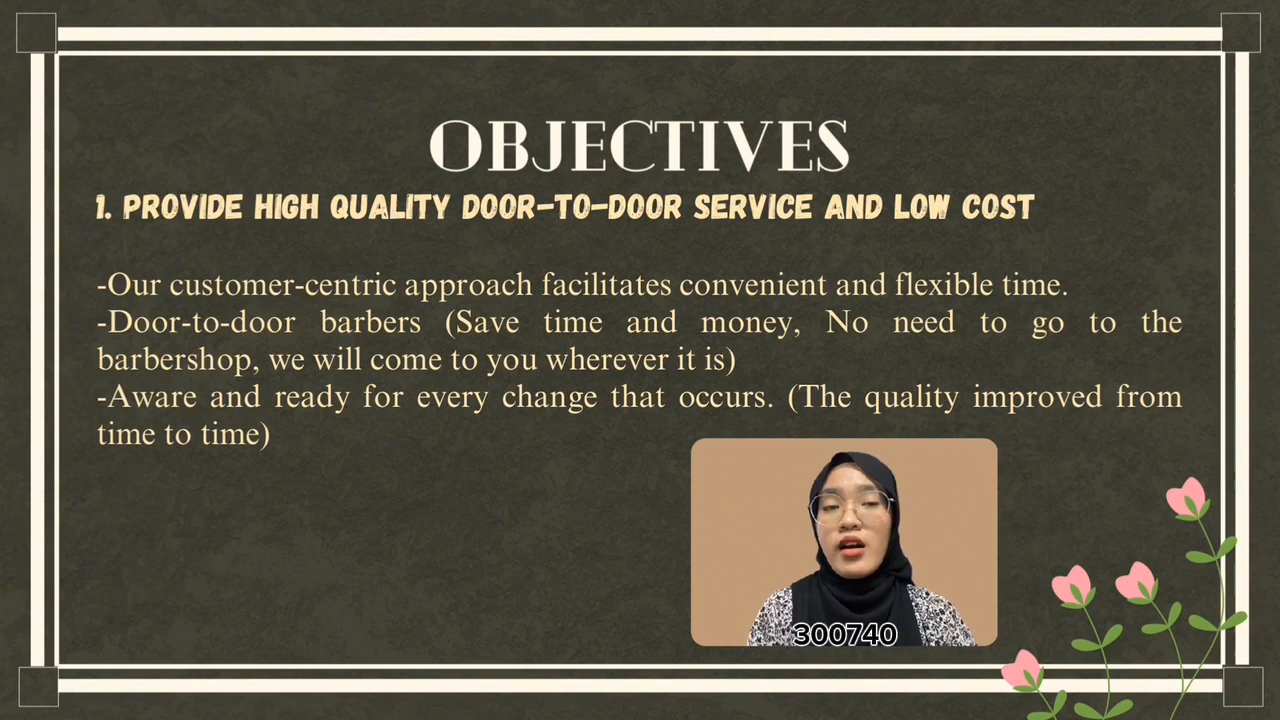 OBJECTIVES
1. PROVIDE HIGH QUALITY DOOR-TO-DOOR SERVICE AND LOW COST
-Our customer-centric approach facilitates convenient and flexible time.
-Door-to-door barbers (Save time and money, No need to go to the
barbershop, we will come to you wherever it is)
-Aware and ready for every change that occurs. (The quality improved from
time to time)
300740